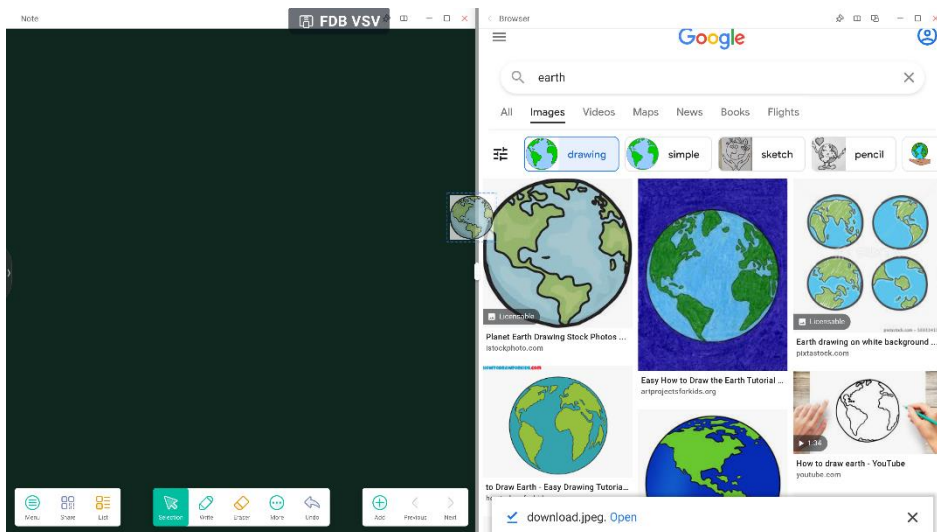 Note
FDB VSV
Browser
Google
earth
All Images Videos Maps News Books Flights
drawing simple sketch pencil
Licensable
Planet Earth Drawing Stock Photos ...
istockphoto.com
Easy How to Draw the Earth Tutorial ...
artprojectsforkids.org
Licensable
Earth drawing on white background ...
pixtastock.com
to Draw Earth - Easy Drawing Tutoria...
1:34
How to draw earth - YouTube
youtube.com
Menu Share List Selection Write Eraser More Undo Add Previous Next
download.jpeg. Open